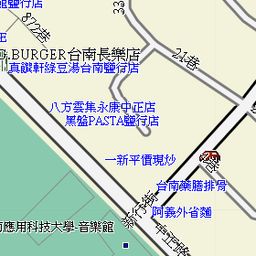 872巷
33
21巷
.BURGER台南長樂店
真饌軒綠豆湯台南鹽行店
八方雲集永康中正店
黑盤PASTA鹽行店
一新平價現炒
台南藥膳排骨
阿義外省麵
中正路
應用科技大學-音樂館